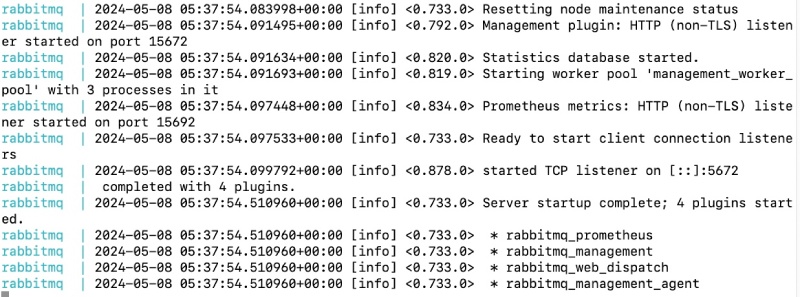 rabbitmq  | 2024-05-08 05:37:54.083998+00:00 [info] <0.733.0> Resetting node maintenance status
rabbitmq  | 2024-05-08 05:37:54.091495+00:00 [info] <0.792.0> Management plugin: HTTP (non-TLS) listen
er started on port 15672
rabbitmq  | 2024-05-08 05:37:54.091634+00:00 [info] <0.820.0> Statistics database started.
rabbitmq  | 2024-05-08 05:37:54.091693+00:00 [info] <0.819.0> Starting worker pool 'management_worker_
pool' with 3 processes in it
rabbitmq  | 2024-05-08 05:37:54.097448+00:00 [info] <0.834.0> Prometheus metrics: HTTP (non-TLS) liste
ner started on port 15692
rabbitmq  | 2024-05-08 05:37:54.097533+00:00 [info] <0.733.0> Ready to start client connection listene
rs
rabbitmq  | 2024-05-08 05:37:54.099792+00:00 [info] <0.878.0> started TCP listener on [::]:5672
rabbitmq  |  completed with 4 plugins.
rabbitmq  | 2024-05-08 05:37:54.510960+00:00 [info] <0.733.0> Server startup complete; 4 plugins start
ed.
rabbitmq  | 2024-05-08 05:37:54.510960+00:00 [info] <0.733.0>  * rabbitmq_prometheus
rabbitmq  | 2024-05-08 05:37:54.510960+00:00 [info] <0.733.0>  * rabbitmq_management
rabbitmq  | 2024-05-08 05:37:54.510960+00:00 [info] <0.733.0>  * rabbitmq_web_dispatch
rabbitmq  | 2024-05-08 05:37:54.510960+00:00 [info] <0.733.0>  * rabbitmq_management_agent